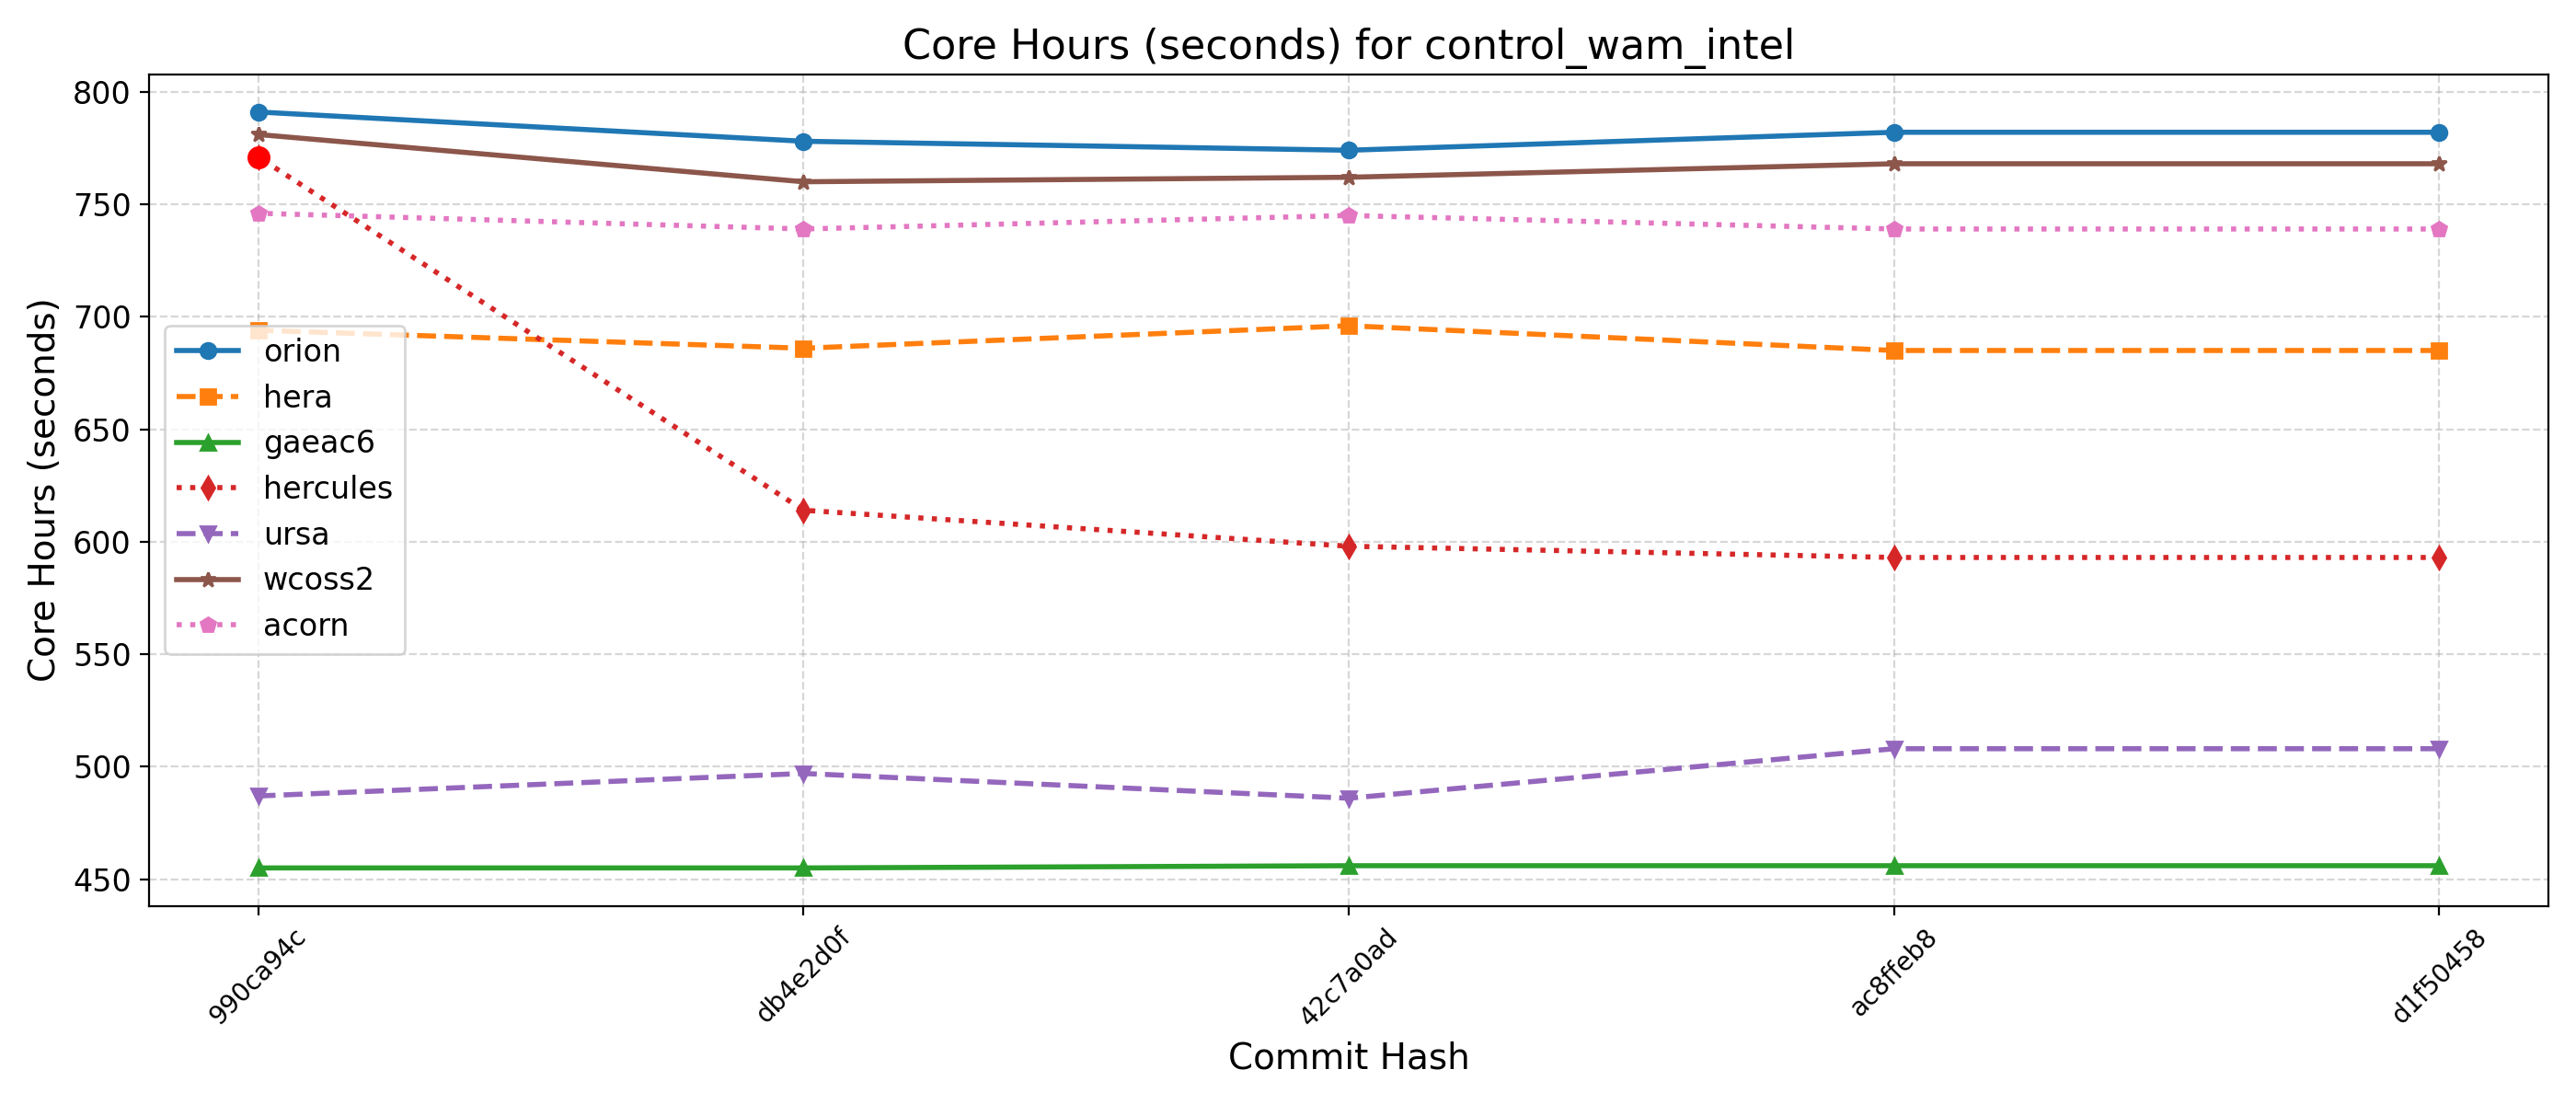 Core Hours (seconds) for control_wam_intel
Core Hours (seconds)
800
750
700
650
600
550
500
450
orion
hera
gaeac6
hercules
ursa
wcoss2
acorn
990ca94c
db4e2d0f
42c7a0ad
ac8ffeb8
d1f50458
Commit Hash